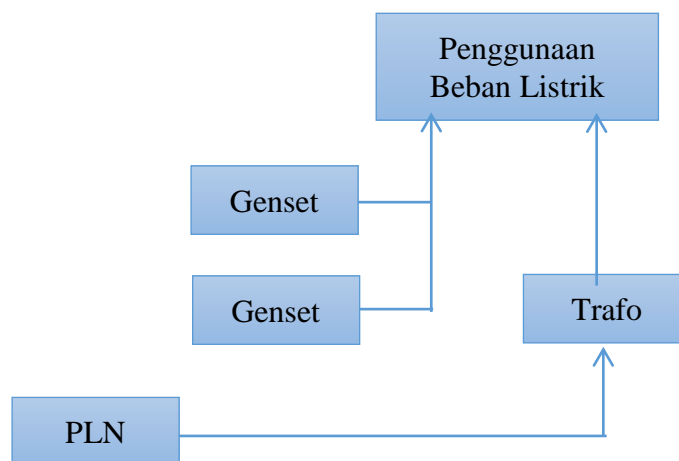 Penggunaan
Beban Listrik
Genset
Genset
Trafo
PLN